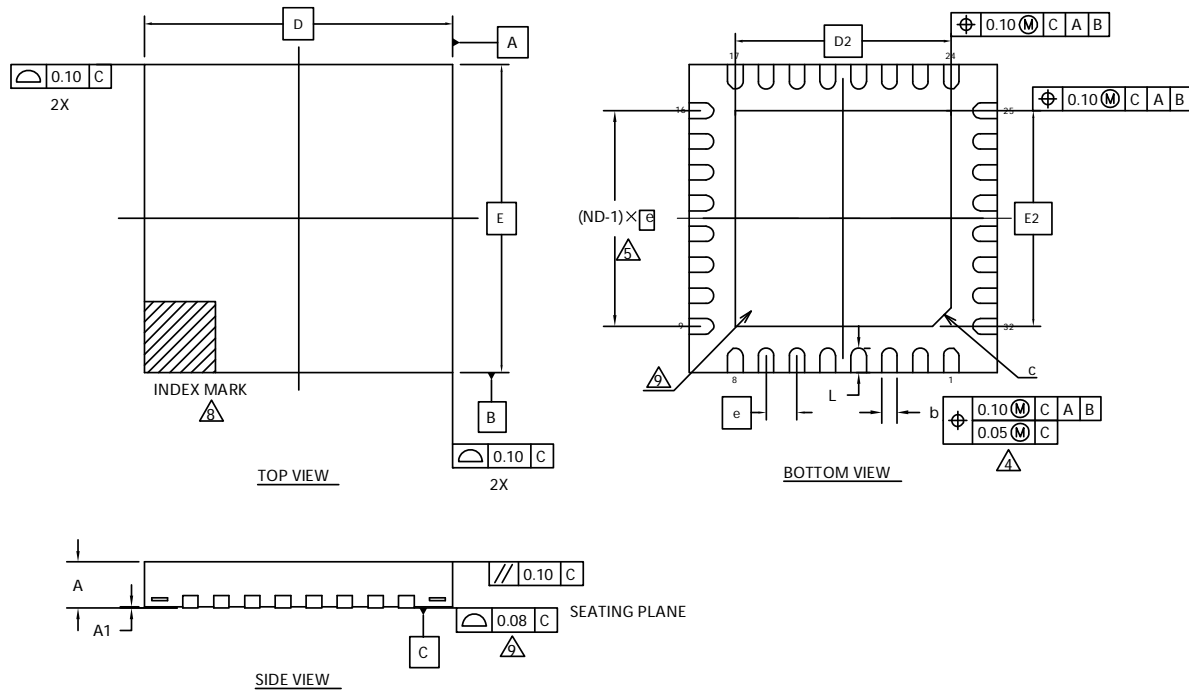 D
A
⌓ 0.10 C
2X
E
INDEX MARK
8
B
⌓ 0.10 C
2X
TOP VIEW
D2
⌖ 0.10 Ⓜ C A B
⌖ 0.10 Ⓜ C A B
17
24
16
25
(ND-1)×e
5
E2
9
32
9
8
1
c
e
L
b
⌖ 0.10 Ⓜ C A B
0.05 Ⓜ C
4
BOTTOM VIEW
A
A1
// 0.10 C
⌓ 0.08 C
SEATING PLANE
9
C
SIDE VIEW